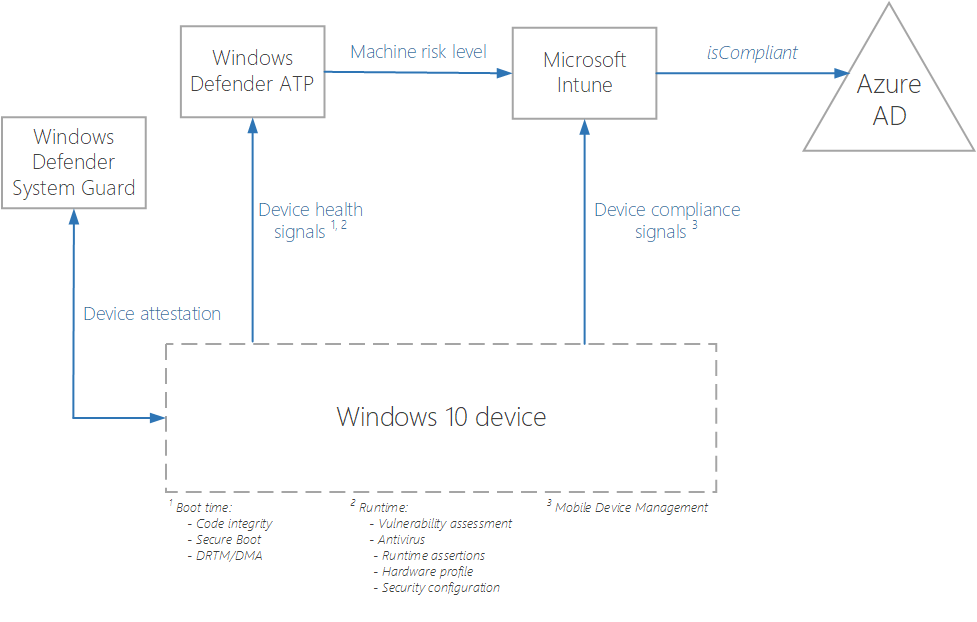 Windows
Defender ATP
Machine risk level
Microsoft
Intune
isCompliant
Azure
AD
Windows
Defender
System Guard
Device health
signals 1, 2
Device compliance
signals 3
Device attestation
Windows 10 device
1 Boot time:
- Code integrity
- Secure Boot
- DRTM/DMA
2 Runtime:
- Vulnerability assessment
- Antivirus
- Runtime assertions
- Hardware profile
- Security configuration
3 Mobile Device Management